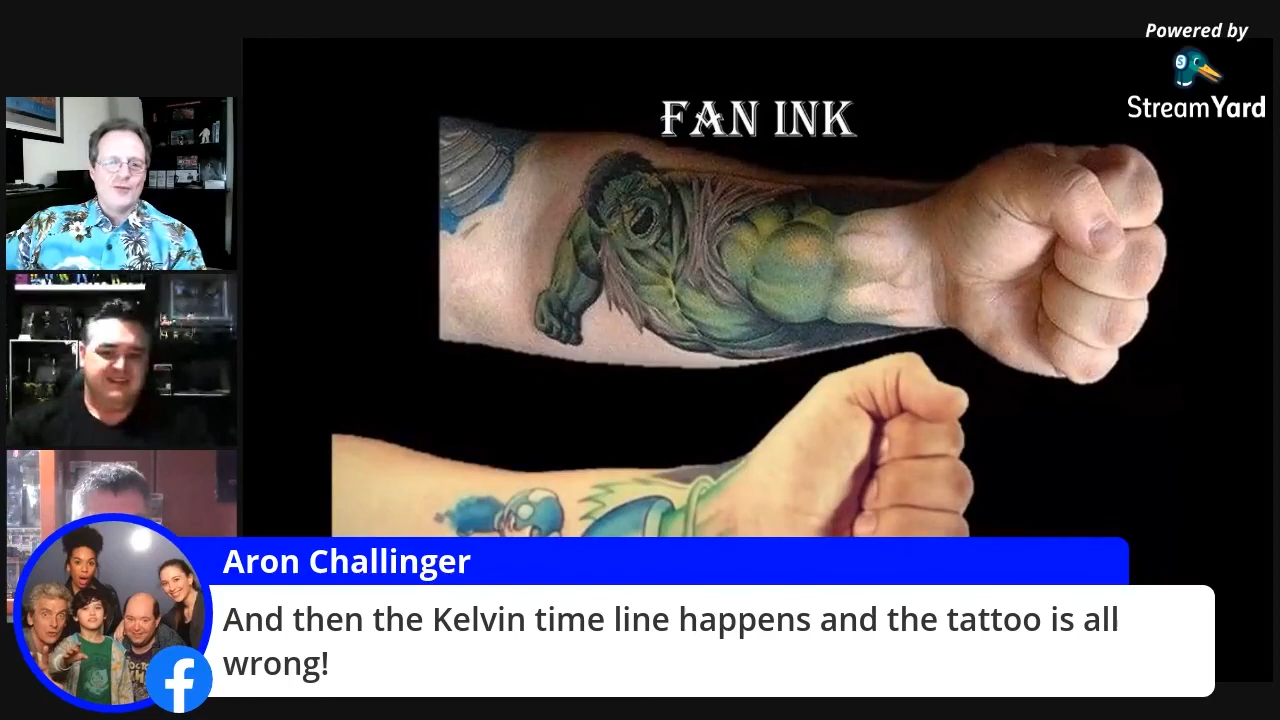 Powered by
StreamYard
FAN INK
Aron Challinger
And then the Kelvin time line happens and the tattoo is all
wrong!